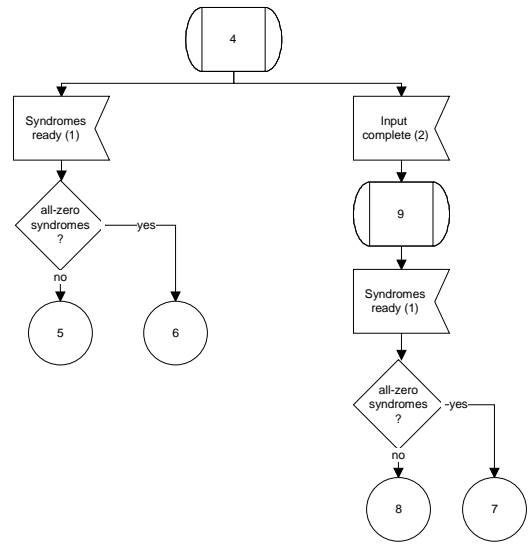 4
Syndromes
ready (1)
Input
complete (2)
all-zero
syndromes
?
yes
no
5
6
9
Syndromes
ready (1)
all-zero
syndromes
?
yes
no
8
7